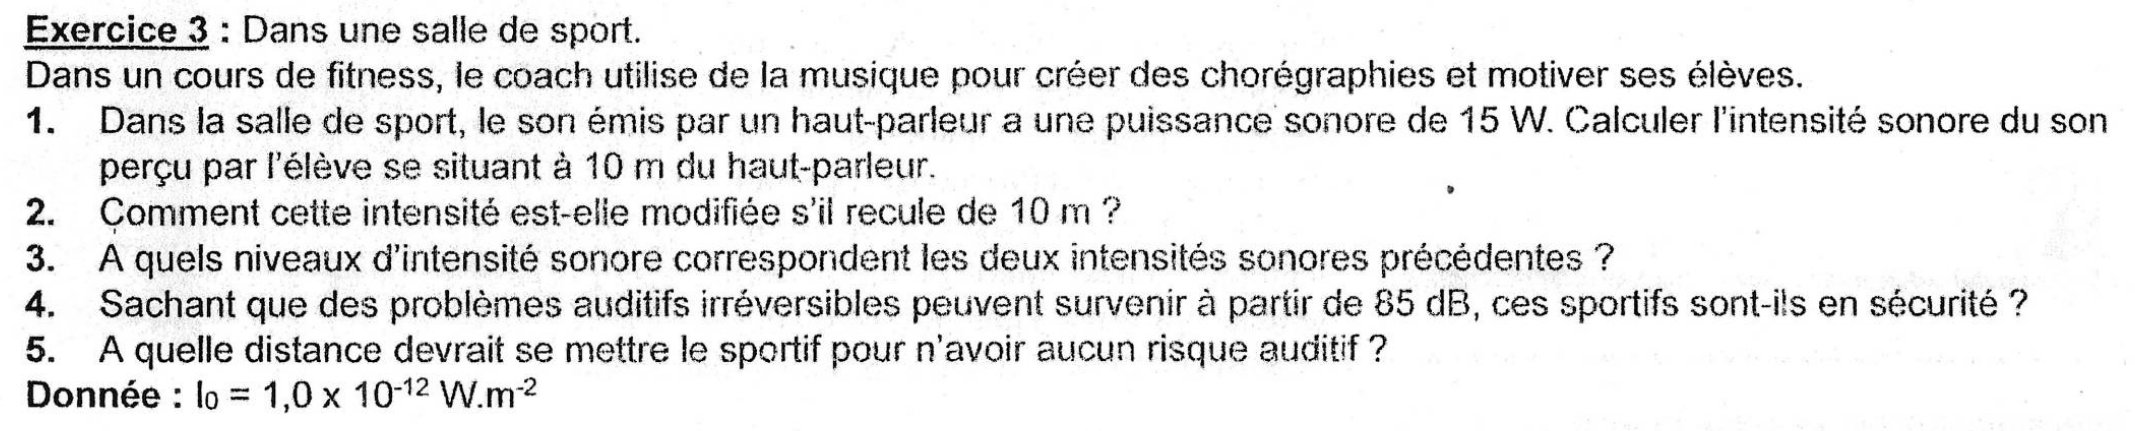 Exercice 3 : Dans une salle de sport.
Dans un cours de fitness, le coach utilise de la musique pour créer des chorégraphies et motiver ses élèves.
1. Dans la salle de sport, le son émis par un haut-parleur a une puissance sonore de 15 W. Calculer l'intensité sonore du son
perçu par l'élève se situant à 10 m du haut-parleur.
2. Comment cette intensité est-elle modifiée s'il recule de 10 m ?
3. A quels niveaux d'intensité sonore correspondent les deux intensités sonores précédentes ?
4. Sachant que des problèmes auditifs irréversibles peuvent survenir à partir de 85 dB, ces sportifs sont-ils en sécurité ?
5. A quelle distance devrait se mettre le sportif pour n'avoir aucun risque auditif ?
Donnée : I₀ = 1,0 x 10⁻¹² W.m⁻²